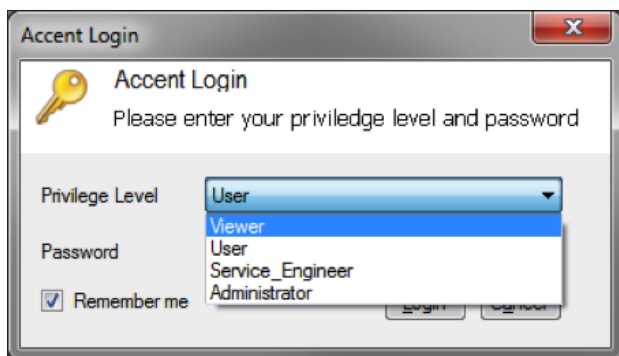 Accent Login
Accent Login
Please enter your priviledge level and password
Privilege Level
User
Viewer
User
Service_Engineer
Administrator
Password
Remember me